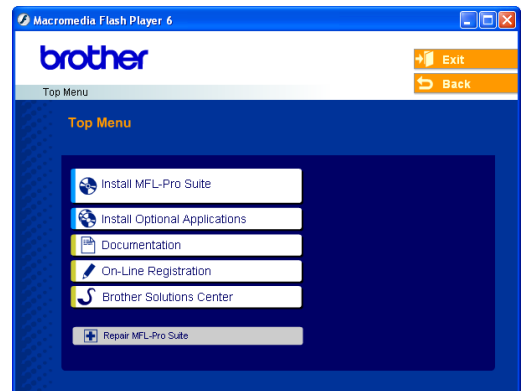 Macromedia Flash Player 6
brother
Exit
Back
Top Menu
Top Menu
Install MFL-Pro Suite
Install Optional Applications
Documentation
On-Line Registration
Brother Solutions Center
Repair MFL-Pro Suite